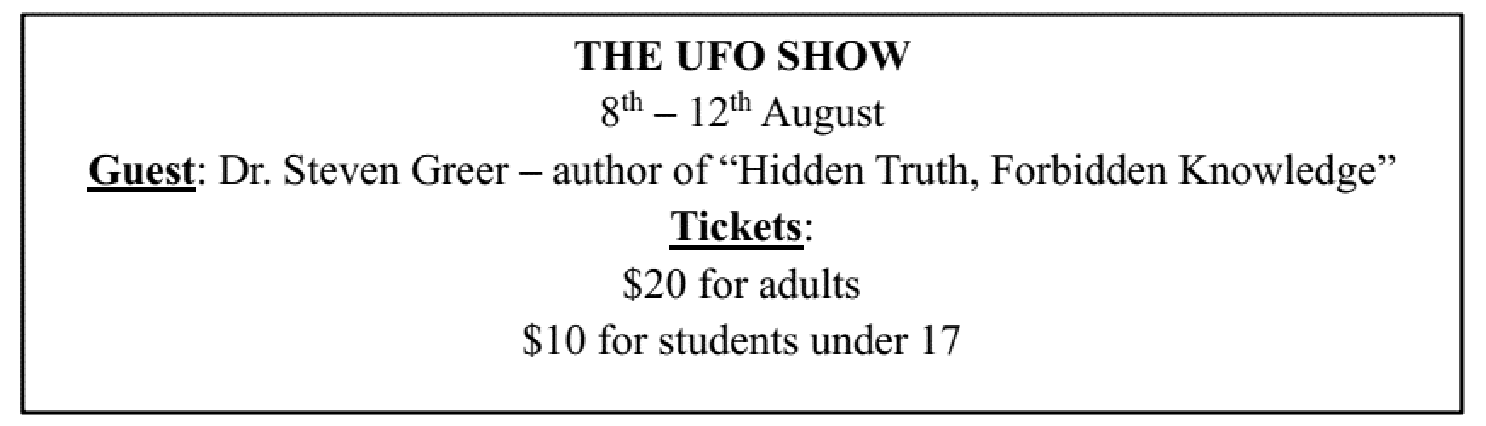 THE UFO SHOW
8th – 12th August
Guest: Dr. Steven Greer – author of “Hidden Truth, Forbidden Knowledge”
Tickets:
$20 for adults
$10 for students under 17